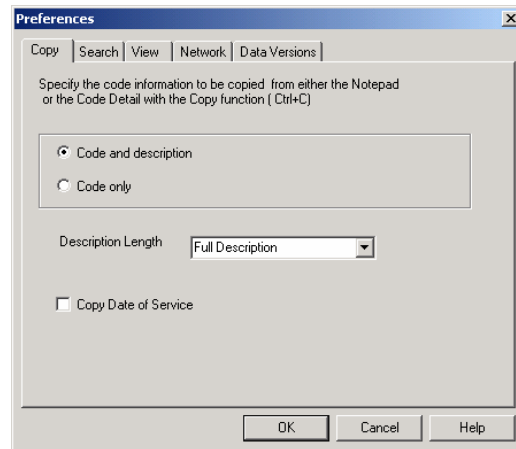 Preferences
Copy Search View Network Data Versions
Specify the code information to be copied from either the Notepad
or the Code Detail with the Copy function ( Ctrl+C)
Code and description
Code only
Description Length Full Description
Copy Date of Service
OK Cancel Help